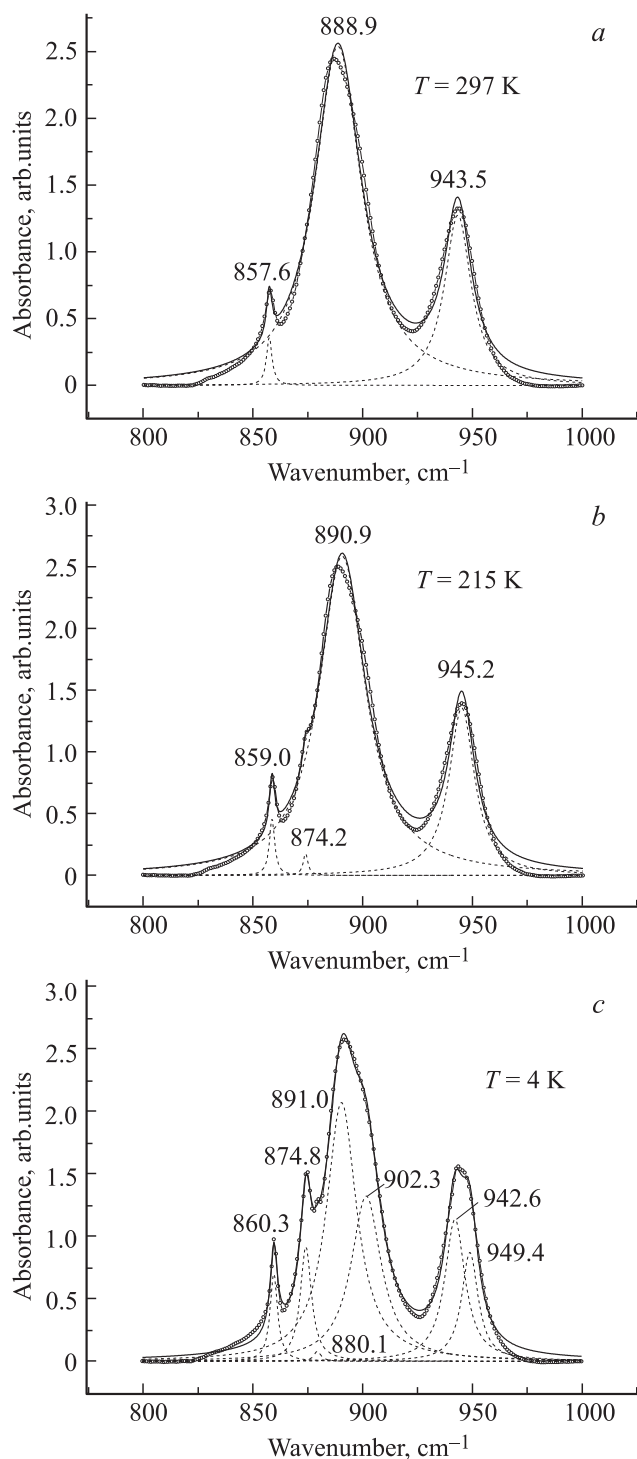 a
888.9
T = 297 K
943.5
857.6
Absorbance, arb.units
2.5
2.0
1.5
1.0
0.5
0
800 850 900 950 1000
Wavenumber, cm–1
b
890.9
T = 215 K
945.2
859.0
874.2
Absorbance, arb.units
3.0
2.5
2.0
1.5
1.0
0.5
0
800 850 900 950 1000
Wavenumber, cm–1
c
T = 4 K
891.0
874.8
902.3
942.6
860.3
949.4
880.1
Absorbance, arb.units
3.0
2.5
2.0
1.5
1.0
0.5
0
800 850 900 950 1000
Wavenumber, cm–1